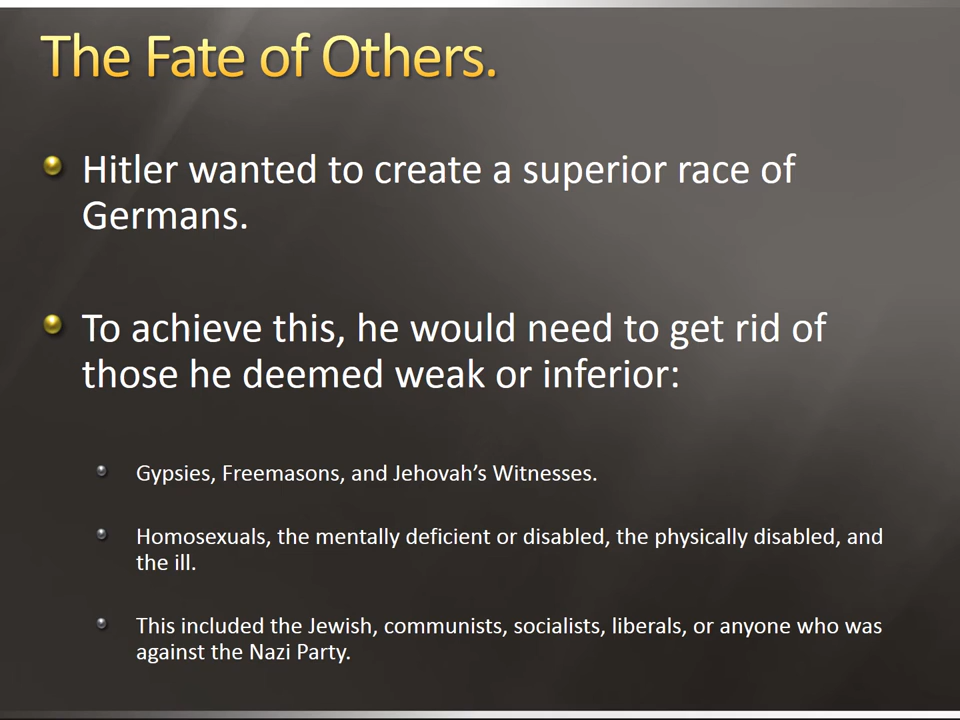 The Fate of Others.
Hitler wanted to create a superior race of
Germans.
To achieve this, he would need to get rid of
those he deemed weak or inferior:
Gypsies, Freemasons, and Jehovah’s Witnesses.
Homosexuals, the mentally deficient or disabled, the physically disabled, and
the ill.
This included the Jewish, communists, socialists, liberals, or anyone who was
against the Nazi Party.